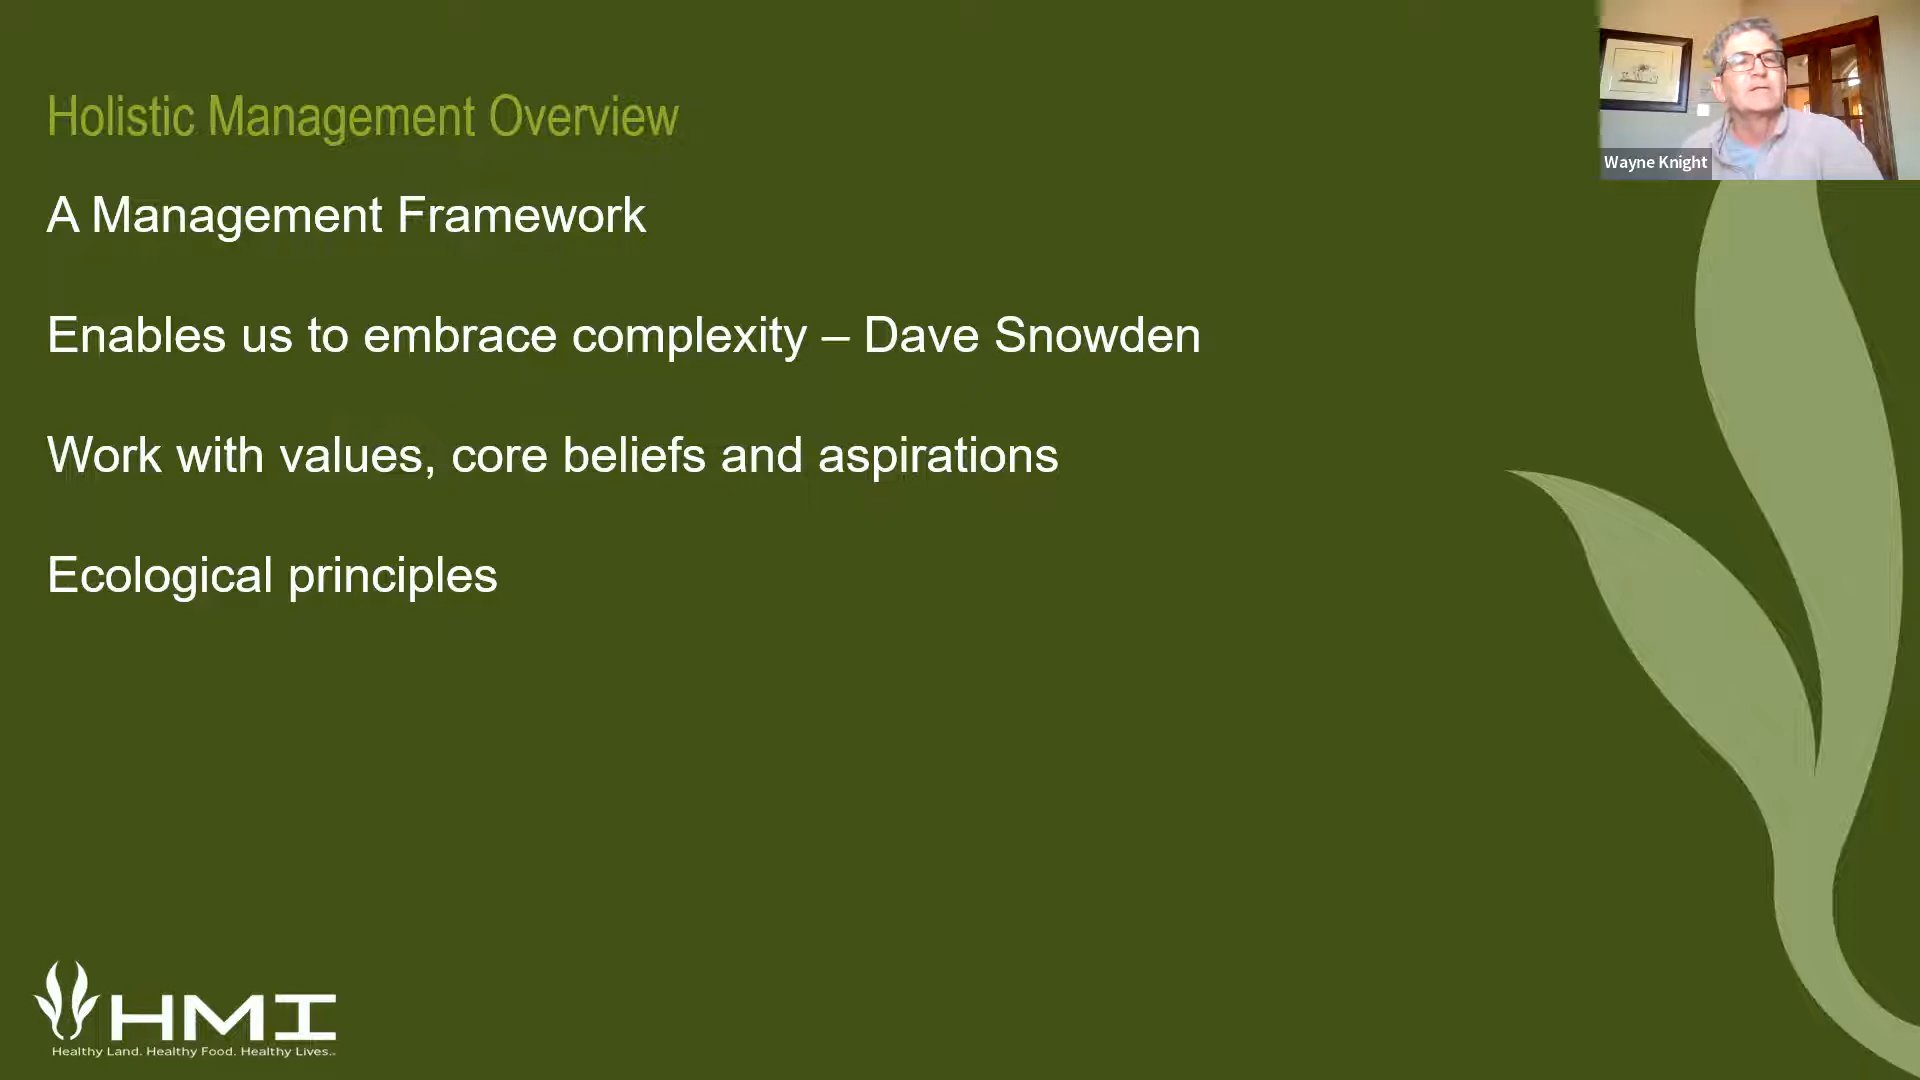 Holistic Management Overview
Wayne Knight
A Management Framework
Enables us to embrace complexity – Dave Snowden
Work with values, core beliefs and aspirations
Ecological principles
HMI
Healthy Land. Healthy Food. Healthy Lives..